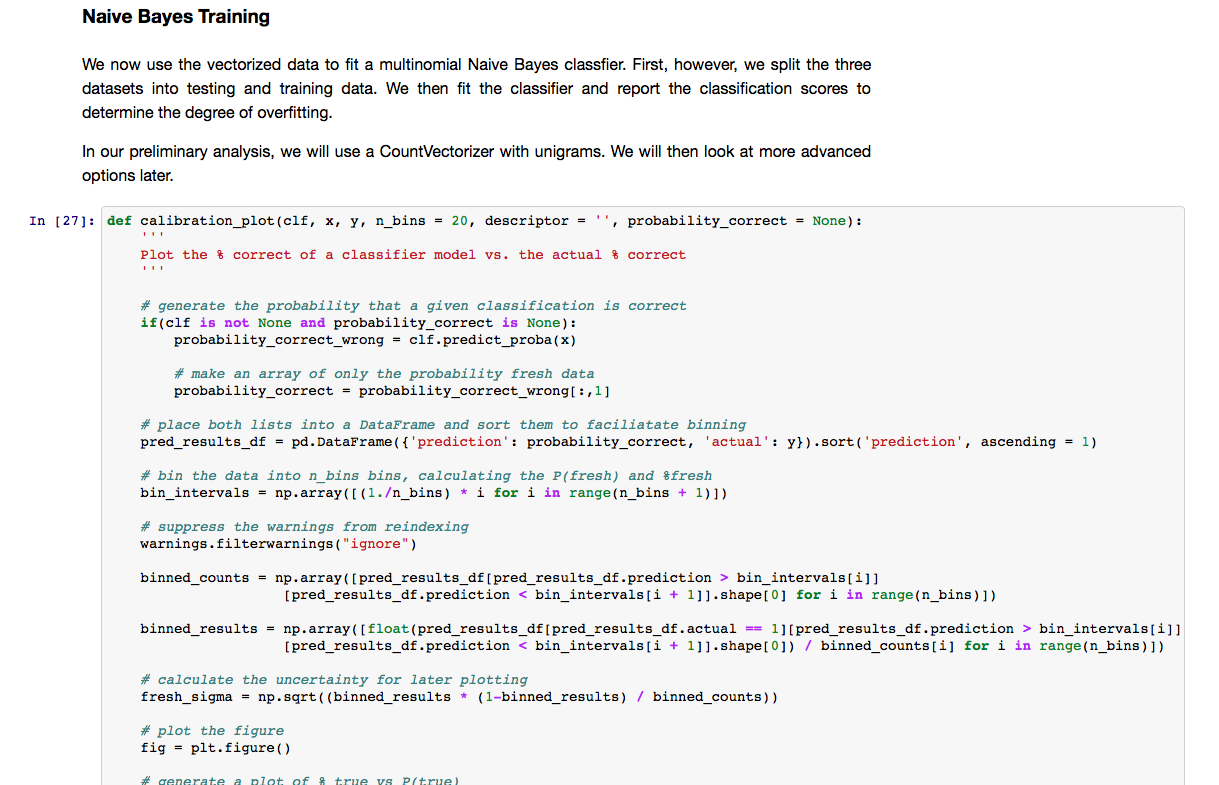 Naive Bayes Training
We now use the vectorized data to fit a multinomial Naive Bayes classfier. First, however, we split the three
datasets into testing and training data. We then fit the classifier and report the classification scores to
determine the degree of overfitting.
In our preliminary analysis, we will use a CountVectorizer with unigrams. We will then look at more advanced
options later.
In [27]: def calibration_plot(clf, x, y, n_bins = 20, descriptor = '', probability_correct = None):
'''
Plot the % correct of a classifier model vs. the actual % correct
'''
# generate the probability that a given classification is correct
if(clf is not None and probability_correct is None):
probability_correct_wrong = clf.predict_proba(x)
# make an array of only the probability fresh data
probability_correct = probability_correct_wrong[:,1]
# place both lists into a DataFrame and sort them to faciliatate binning
pred_results_df = pd.DataFrame({'prediction': probability_correct, 'actual': y}).sort('prediction', ascending = 1)
# bin the data into n_bins bins, calculating the P(fresh) and %fresh
bin_intervals = np.array([(1./n_bins) * i for i in range(n_bins + 1)])
# suppress the warnings from reindexing
warnings.filterwarnings("ignore")
binned_counts = np.array([pred_results_df[pred_results_df.prediction > bin_intervals[i]]
[pred_results_df.prediction < bin_intervals[i + 1]].shape[0] for i in range(n_bins)])
binned_results = np.array([float(pred_results_df[pred_results_df.actual == 1][pred_results_df.prediction > bin_intervals[i]]
[pred_results_df.prediction < bin_intervals[i + 1]].shape[0]) / binned_counts[i] for i in range(n_bins)])
# calculate the uncertainty for later plotting
fresh_sigma = np.sqrt((binned_results * (1-binned_results) / binned_counts))
# plot the figure
fig = plt.figure()
# generate a plot of % true vs P(true)